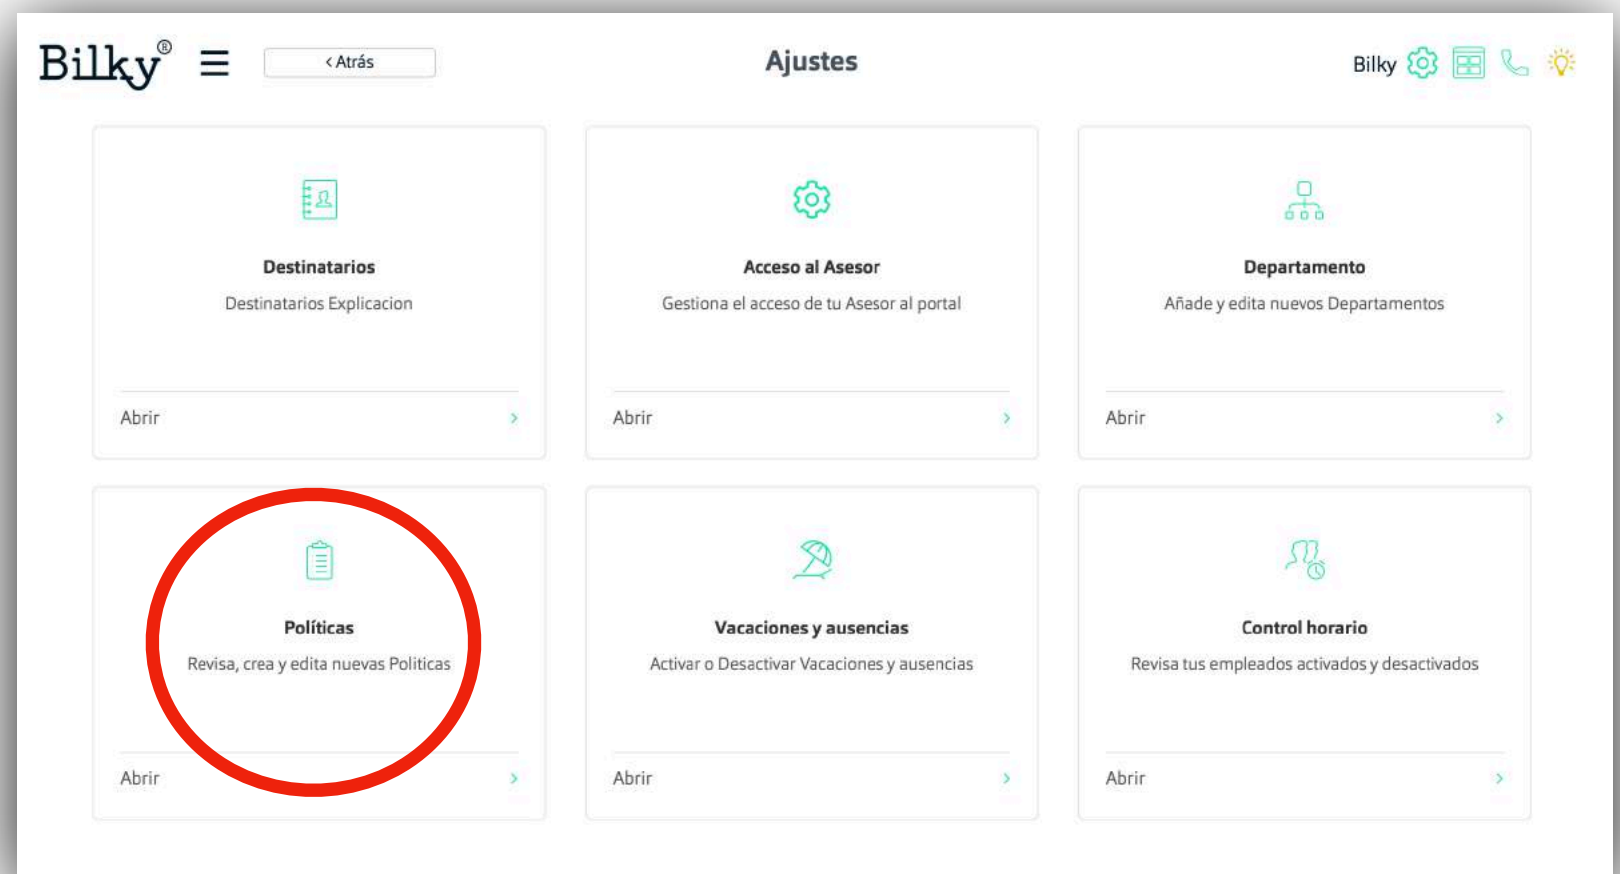 Bilky®
< Atrás
Ajustes
Bilky
Destinatarios
Destinatarios Explicacion
Abrir
Acceso al Asesor
Gestiona el acceso de tu Asesor al portal
Abrir
Departamento
Añade y edita nuevos Departamentos
Abrir
Políticas
Revisa, crea y edita nuevas Politicas
Abrir
Vacaciones y ausencias
Activar o Desactivar Vacaciones y ausencias
Abrir
Control horario
Revisa tus empleados activados y desactivados
Abrir